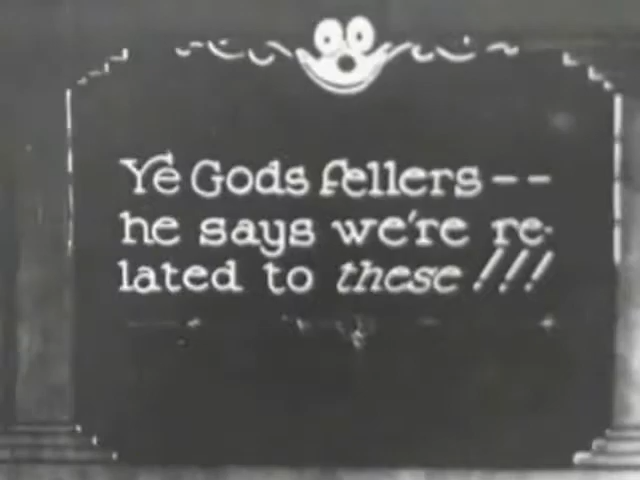 Ye Gods fellers--
he says we're re-
lated to these!!!